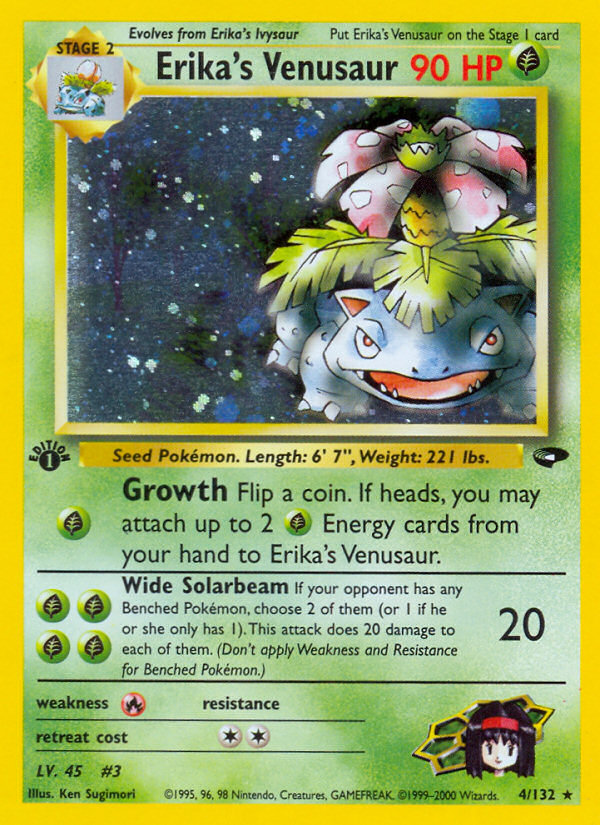 Evolves from Erika's Ivysaur Put Erika's Venusaur on the Stage 1 card
STAGE 2
Erika's Venusaur 90 HP
EDITION
1
Seed Pokémon. Length: 6' 7", Weight: 221 lbs.
Growth Flip a coin. If heads, you may
attach up to 2 Energy cards from
your hand to Erika's Venusaur.
Wide Solarbeam If your opponent has any
Benched Pokémon, choose 2 of them (or 1 if he
or she only has 1). This attack does 20 damage to
each of them. (Don't apply Weakness and Resistance
for Benched Pokémon.)
20
weakness resistance
retreat cost
LV. 45 #3
Illus. Ken Sugimori ©1995, 96, 98 Nintendo, Creatures, GAMEFREAK. ©1999-2000 Wizards. 4/132 ★